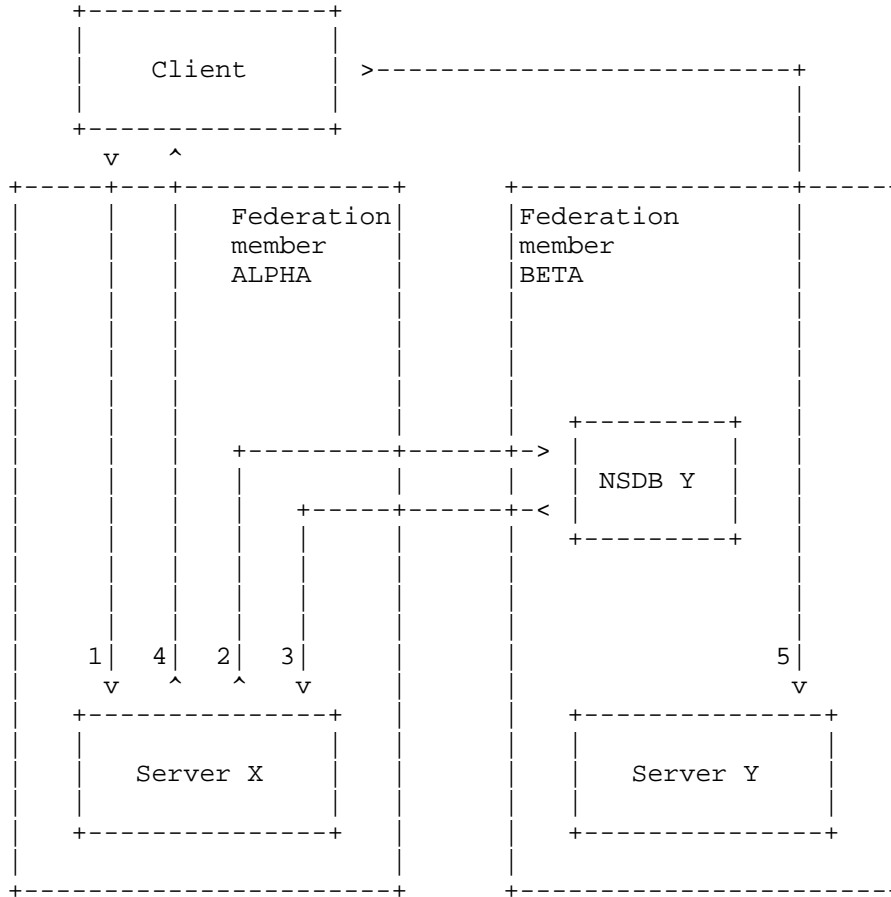 Client
Federation
member
ALPHA
Federation
member
BETA
NSDB Y
1 4 2 3 5
Server X
Server Y